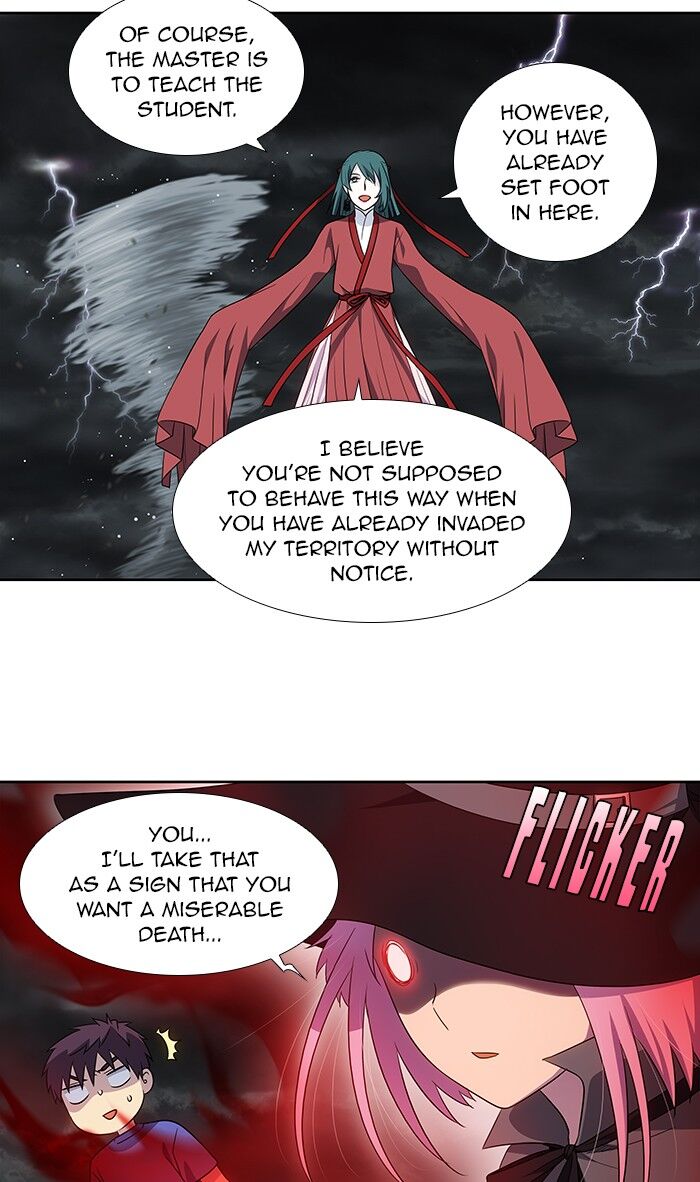 OF COURSE,
THE MASTER IS
TO TEACH THE
STUDENT.
HOWEVER,
YOU HAVE
ALREADY
SET FOOT
IN HERE.
I BELIEVE
YOU'RE NOT SUPPOSED
TO BEHAVE THIS WAY WHEN
YOU HAVE ALREADY INVADED
MY TERRITORY WITHOUT
NOTICE.
FLICKER
YOU...
I'LL TAKE THAT
AS A SIGN THAT YOU
WANT A MISERABLE
DEATH...